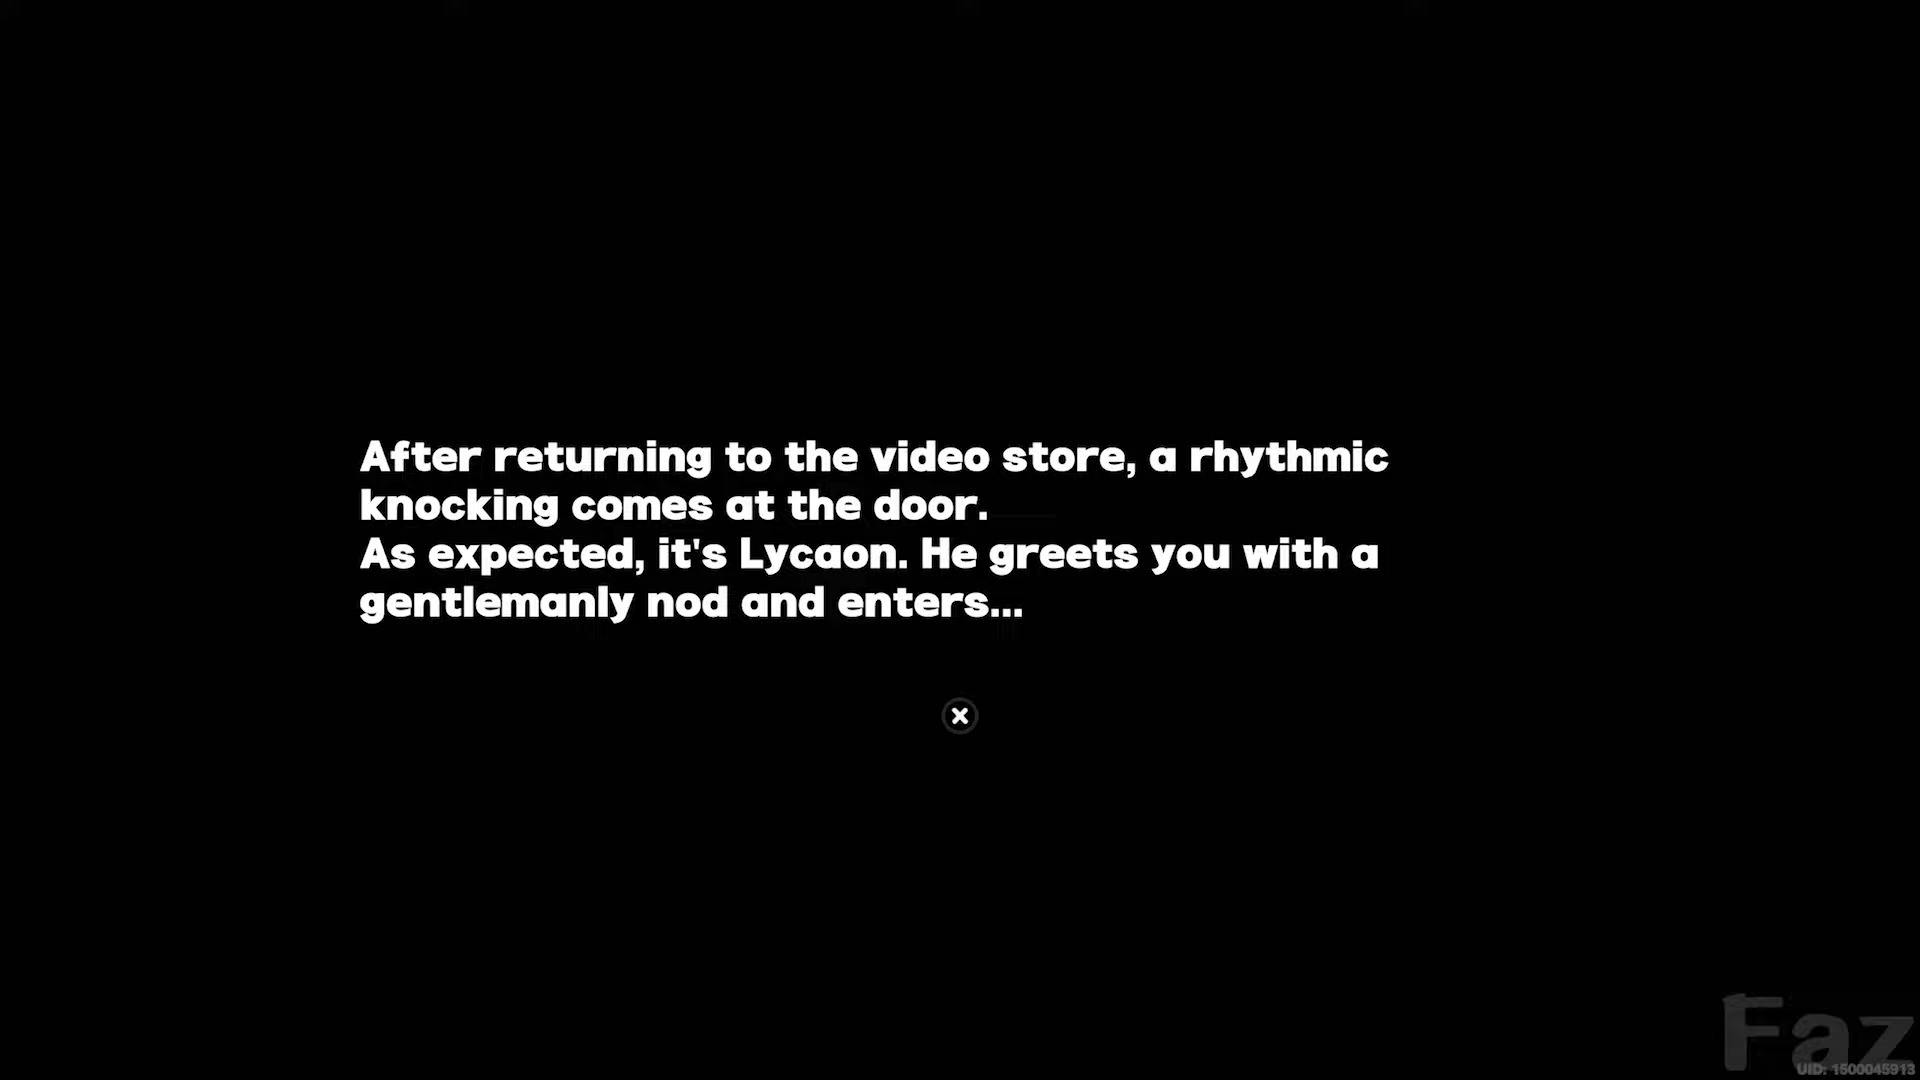 After returning to the video store, a rhythmic
knocking comes at the door.
As expected, it's Lycaon. He greets you with a
gentlemanly nod and enters...
Faz
UID: 1500045913